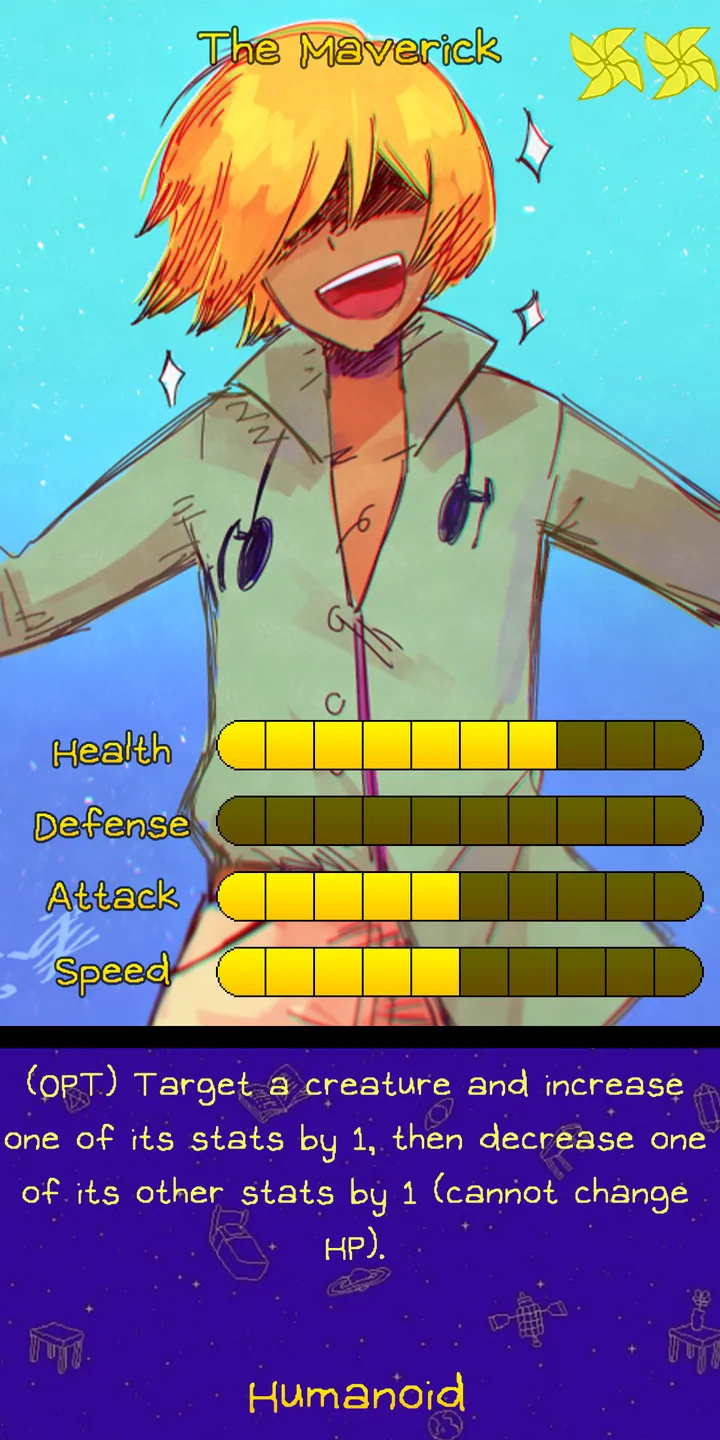 The Maverick
Health
Defense
Attack
Speed
(OPT) Target a creature and increase
one of its stats by 1, then decrease one
of its other stats by 1 (cannot change
HP).
Humanoid